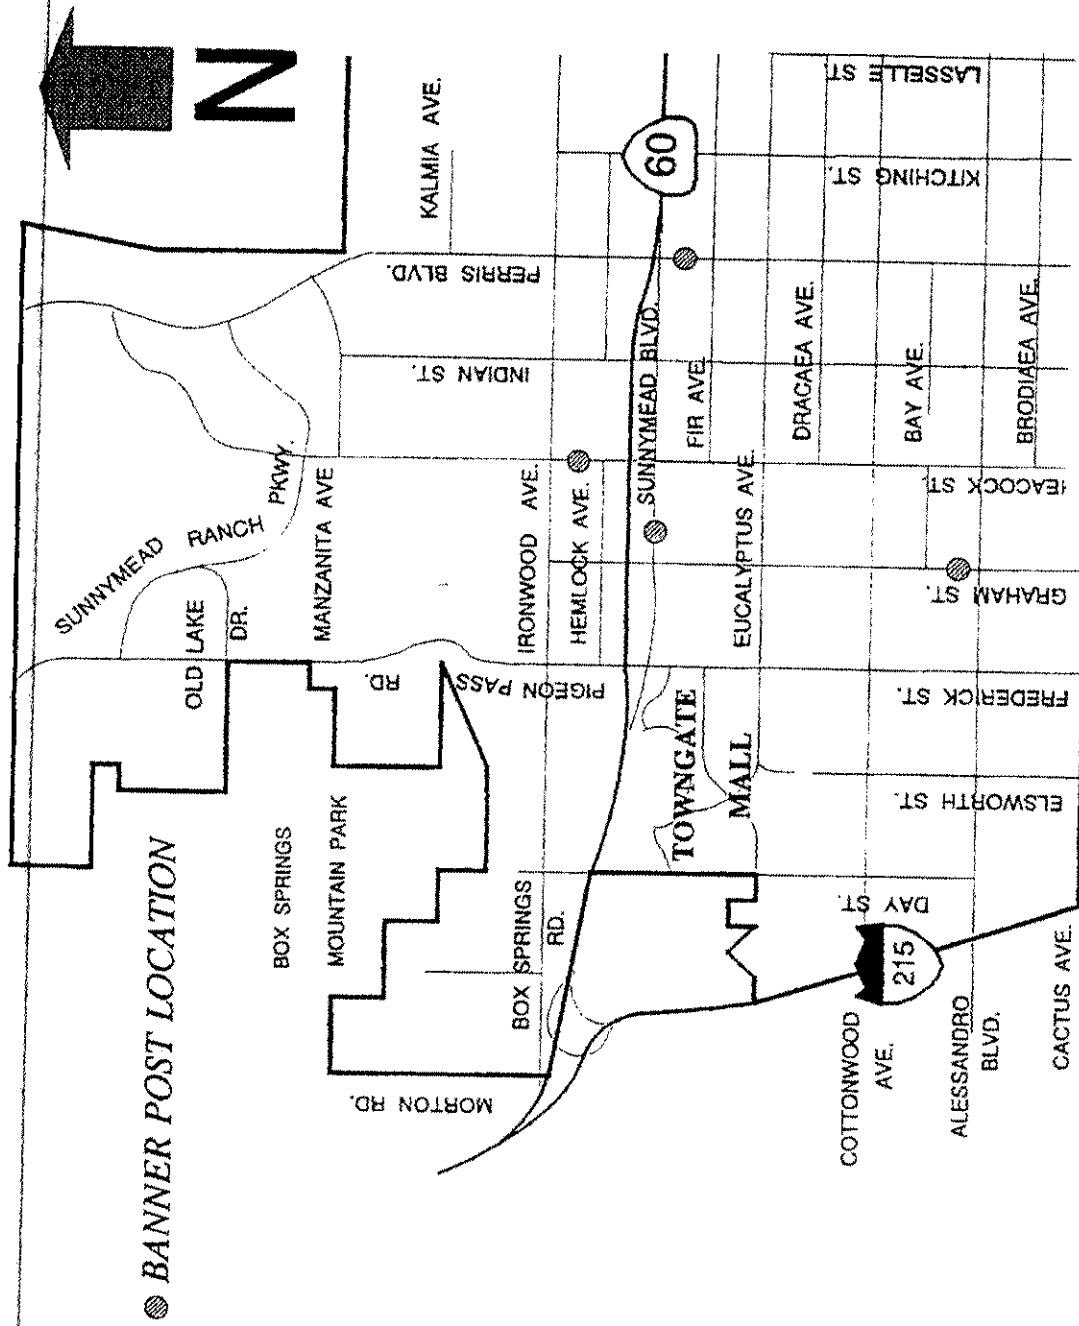 N
BANNER POST LOCATION
SUNNYMEAD RANCH PKWY.
OLD LAKE
DR.
MANZANITA AVE
KALMIA AVE.
PERRIS BLVD.
INDIAN ST.
BOX SPRINGS
MOUNTAIN PARK
PIGEON PASS RD.
IRONWOOD AVE.
HEMLOCK AVE.
MORTON RD.
BOX SPRINGS
RD.
60
SUNNYMEAD BLVD.
FIR AVE
TOWNGATE
MALL
EUCALYPTUS AVE.
DRACAEA AVE.
BAY AVE.
BRODIAEA AVE.
LASSELLE ST.
KITCHING ST.
HEACOCK ST.
GRAHAM ST.
FREDERICK ST.
ELSWORTH ST.
DAY ST.
215
COTTONWOOD
AVE.
ALESSANDRO
BLVD.
CACTUS AVE.